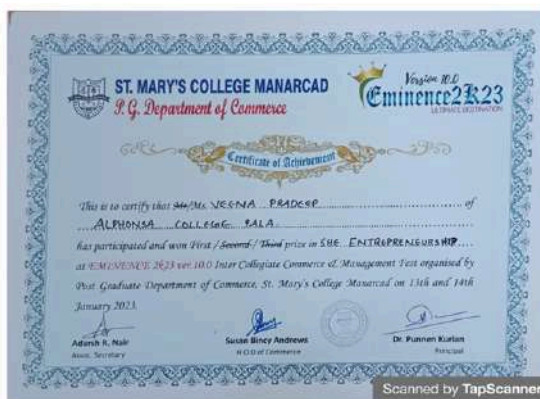 ST. MARY'S COLLEGE MANARCAD
P. G. Department of Commerce
Version 10.0
Eminence2K23
ULTIMATE DESTINATION
Certificate of Achievement
This is to certify that Mr./Ms. VEENA PRADEEP of
ALPHONSA COLLEGE PALA
has participated and won First / Second / Third prize in SHE ENTREPRENEURSHIP
at EMINENCE 2k23 ver 10.0 Inter Collegiate Commerce & Management Fest organised by
Post Graduate Department of Commerce, St. Mary's College Manarcad on 13th and 14th
January 2023.
Adarsh R. Nair
Assoc. Secretary
Susan Bincy Andrews
H.O.D of Commerce
Dr. Punnen Kurian
Principal
Scanned by TapScanner